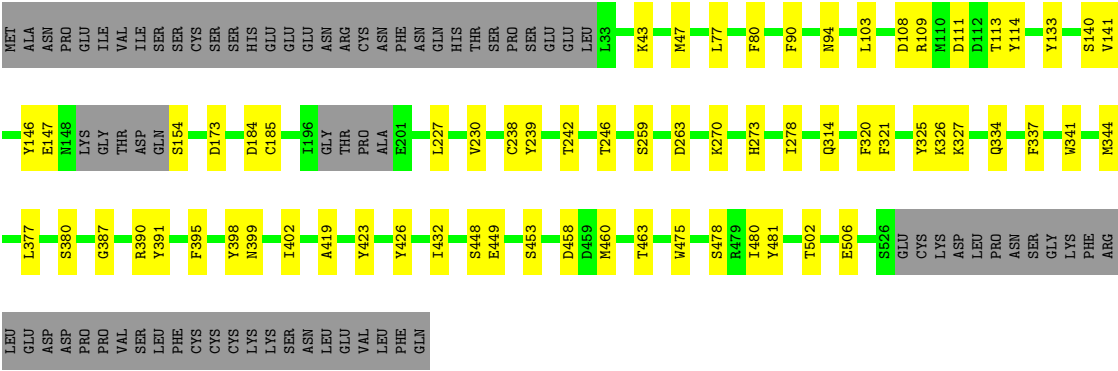 MET ALA ASN PRO GLU ILE VAL ILE SER SER CYS SER SER HIS GLU GLU GLU ASN ARG CYS ASN PHE ASN GLN HIS THR SER PRO SER GLU GLU LEU L33 K43 M47 L77 F80 F90 N94 L103 D108 R109 M110 D111 D112 T113 Y114 Y133 S140 V141
Y146 E147 N148 LYS GLY THR ASP GLN S154 D173 D184 C185 I196 GLY THR PRO ALA E201 L227 V230 C238 Y239 T242 T246 S259 D263 K270 H273 I278 Q314 F320 F321 Y325 K326 K327 Q334 F337 W341 M344
L377 S380 G387 R390 Y391 F395 Y398 N399 I402 A419 Y423 Y426 I432 S448 E449 S453 D458 D459 M460 T463 W475 S478 R479 I480 Y481 T502 E506 S526 GLU CYS LYS ASP LEU PRO ASN SER GLY LYS PHE ARG
LEU GLU ASP ASP PRO PRO VAL SER LEU PHE CYS CYS CYS LYS LYS SER ASN LEU GLU VAL LEU PHE GLN